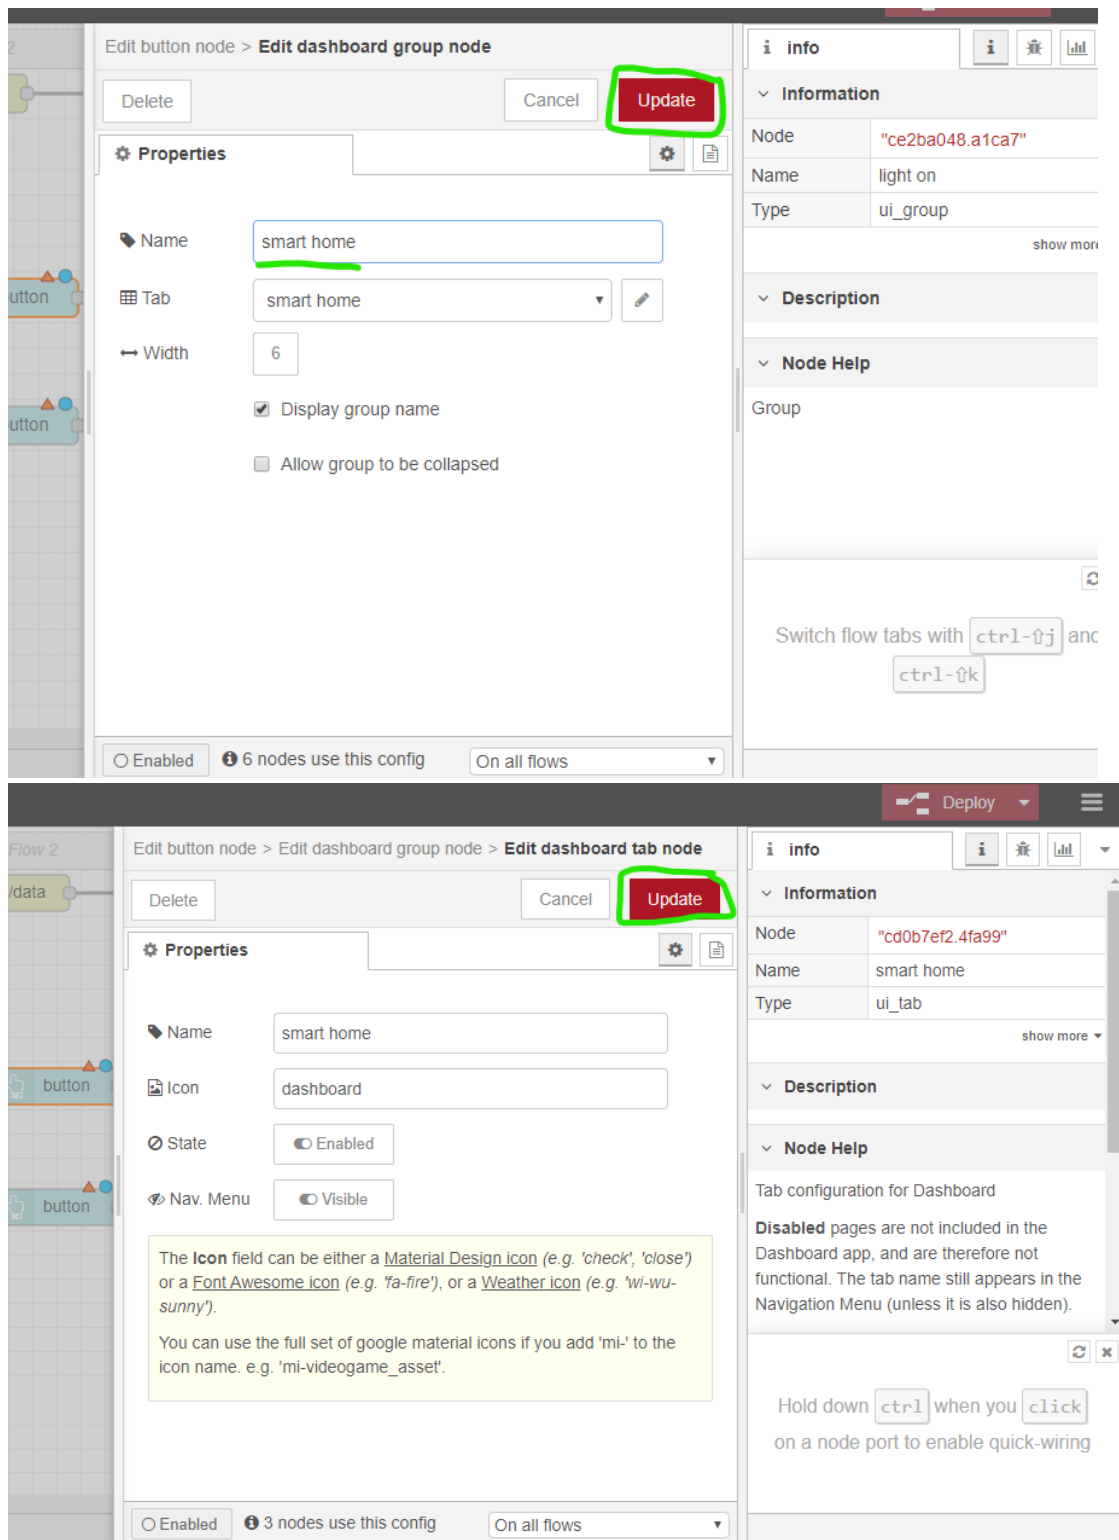 2
Edit button node > Edit dashboard group node
i info
i
Delete
Cancel
Update
Information
Properties
Node "ce2ba048.a1ca7"
Name light on
Type ui_group
show more
Name smart home
Tab smart home
Description
Width 6
Node Help
Display group name
Group
Allow group to be collapsed
utton
utton
Switch flow tabs with ctrl-⇧j and
ctrl-⇧k
Enabled
6 nodes use this config
On all flows
Deploy
Flow 2
Edit button node > Edit dashboard group node > Edit dashboard tab node
i info
i
/data
Delete
Cancel
Update
Information
Properties
Node "cd0b7ef2.4fa99"
Name smart home
Type ui_tab
show more
Name smart home
Icon dashboard
State Enabled
Nav. Menu Visible
button
button
Description
Node Help
Tab configuration for Dashboard
Disabled pages are not included in the
Dashboard app, and are therefore not
functional. The tab name still appears in the
Navigation Menu (unless it is also hidden).
The Icon field can be either a Material Design icon (e.g. 'check', 'close')
or a Font Awesome icon (e.g. 'fa-fire'), or a Weather icon (e.g. 'wi-wu-
sunny').
You can use the full set of google material icons if you add 'mi-' to the
icon name. e.g. 'mi-videogame_asset'.
Hold down ctrl when you click
on a node port to enable quick-wiring
Enabled
3 nodes use this config
On all flows